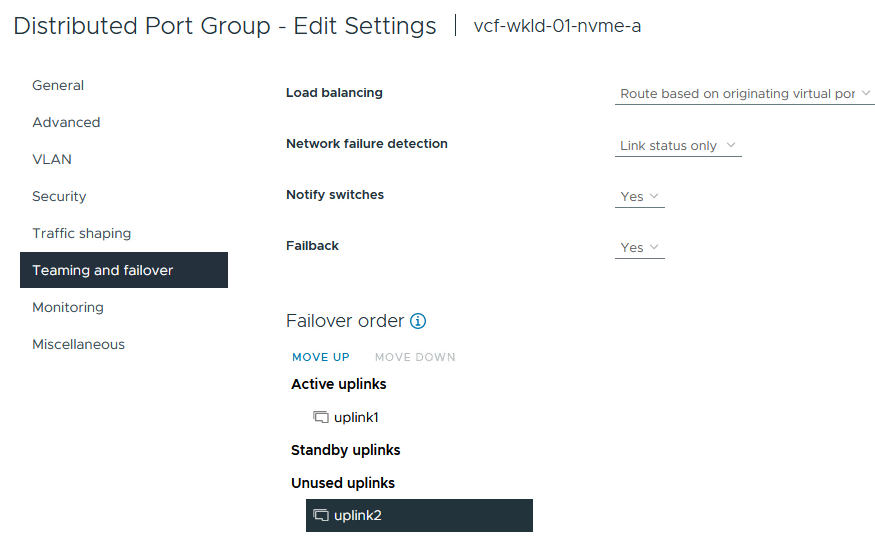 Distributed Port Group - Edit Settings | vcf-wkld-01-nvme-a
General
Advanced
VLAN
Security
Traffic shaping
Teaming and failover
Monitoring
Miscellaneous
Load balancing Route based on originating virtual por
Network failure detection Link status only
Notify switches Yes
Failback Yes
Failover order
MOVE UP MOVE DOWN
Active uplinks
uplink1
Standby uplinks
Unused uplinks
uplink2